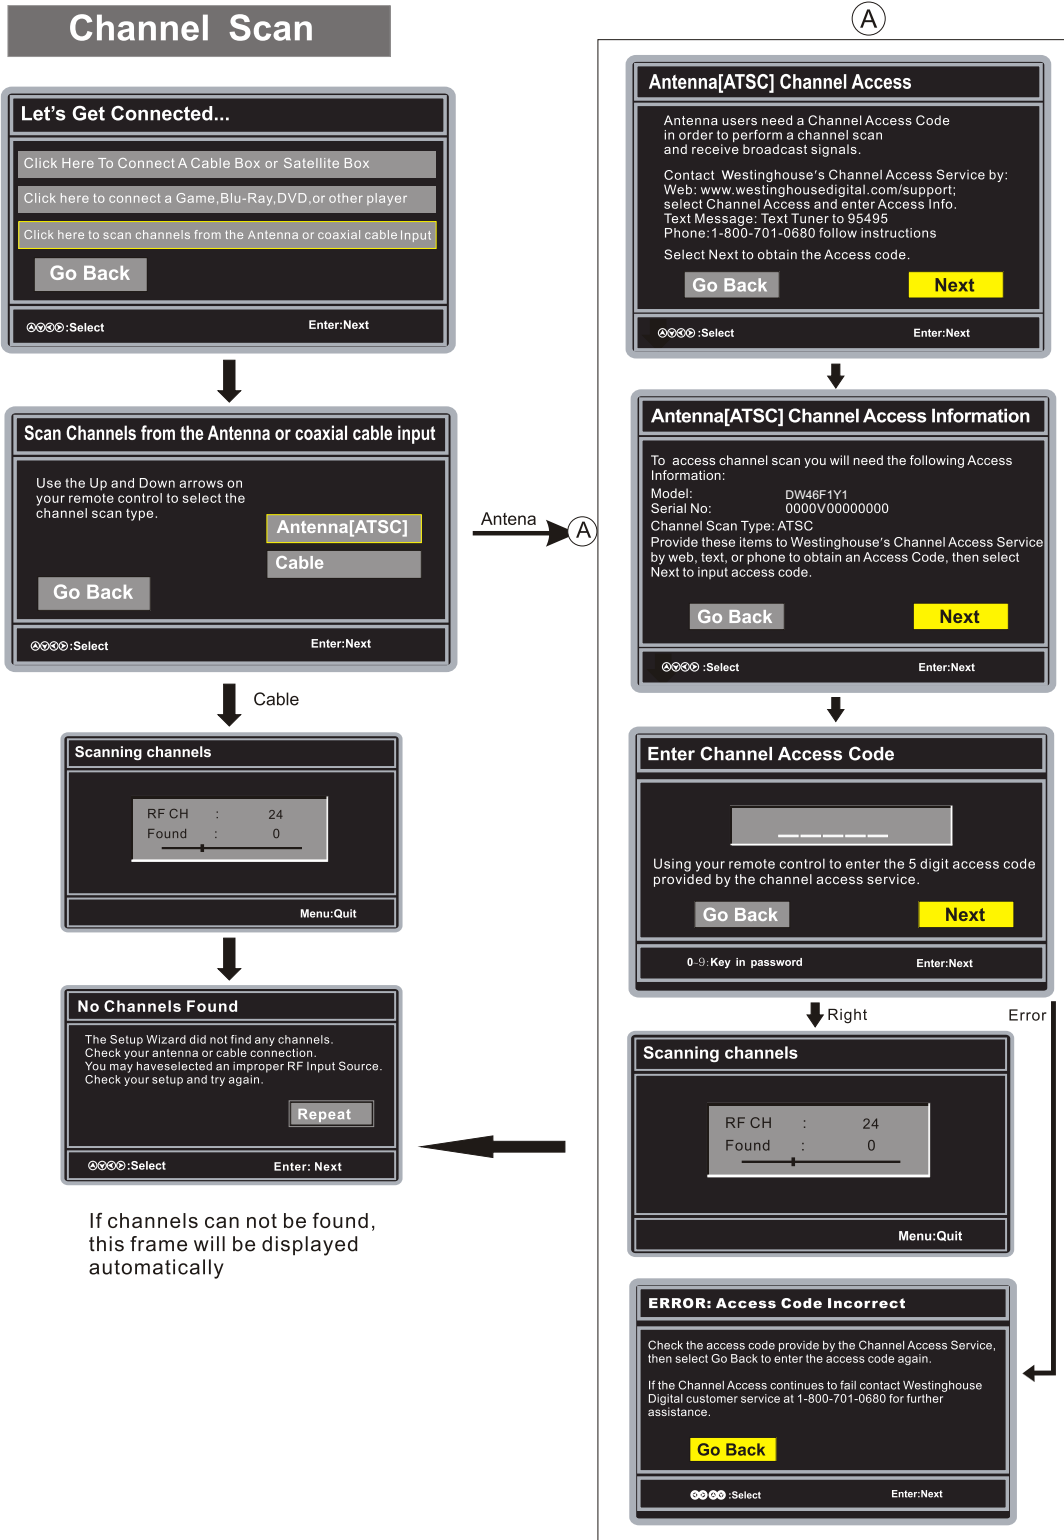 Channel Scan
Let's Get Connected...
Click Here To Connect A Cable Box or Satellite Box
Click here to connect a Game,Blu-Ray,DVD,or other player
Click here to scan channels from the Antenna or coaxial cable Input
Go Back
:Select
Enter:Next
Scan Channels from the Antenna or coaxial cable input
Use the Up and Down arrows on
your remote control to select the
channel scan type.
Antenna[ATSC]
Cable
Go Back
:Select
Enter:Next
Antena
A
Cable
Scanning channels
RF CH : 24
Found : 0
Menu:Quit
No Channels Found
The Setup Wizard did not find any channels.
Check your antenna or cable connection.
You may haveselected an improper RF Input Source.
Check your setup and try again.
Repeat
:Select
Enter: Next
If channels can not be found,
this frame will be displayed
automatically
A
Antenna[ATSC] Channel Access
Antenna users need a Channel Access Code
in order to perform a channel scan
and receive broadcast signals.
Contact Westinghouse's Channel Access Service by:
Web: www.westinghousedigital.com/support;
select Channel Access and enter Access Info.
Text Message: Text Tuner to 95495
Phone:1-800-701-0680 follow instructions
Select Next to obtain the Access code.
Go Back
Next
:Select
Enter:Next
Antenna[ATSC] Channel Access Information
To access channel scan you will need the following Access
Information:
Model: DW46F1Y1
Serial No: 0000V00000000
Channel Scan Type: ATSC
Provide these items to Westinghouse's Channel Access Service
by web, text, or phone to obtain an Access Code, then select
Next to input access code.
Go Back
Next
:Select
Enter:Next
Enter Channel Access Code
_ _ _ _ _
Using your remote control to enter the 5 digit access code
provided by the channel access service.
Go Back
Next
0~9:Key in password
Enter:Next
Right
Error
Scanning channels
RF CH : 24
Found : 0
Menu:Quit
ERROR: Access Code Incorrect
Check the access code provide by the Channel Access Service,
then select Go Back to enter the access code again.
If the Channel Access continues to fail contact Westinghouse
Digital customer service at 1-800-701-0680 for further
assistance.
Go Back
:Select
Enter:Next